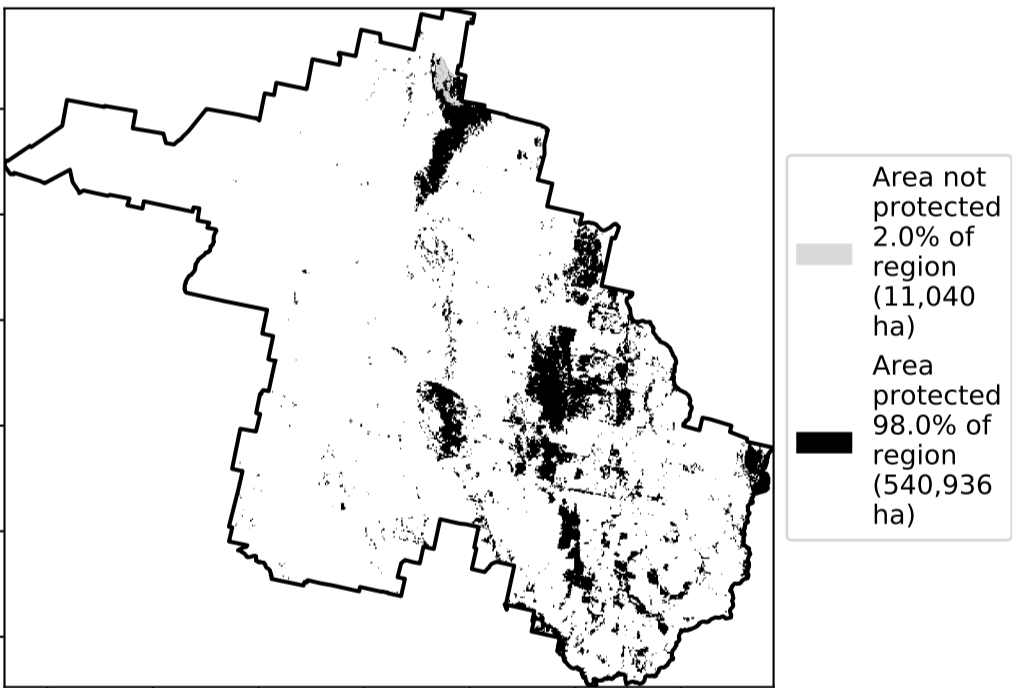 Area not
protected
2.0% of
region
(11,040
ha)
Area
protected
98.0% of
region
(540,936
ha)